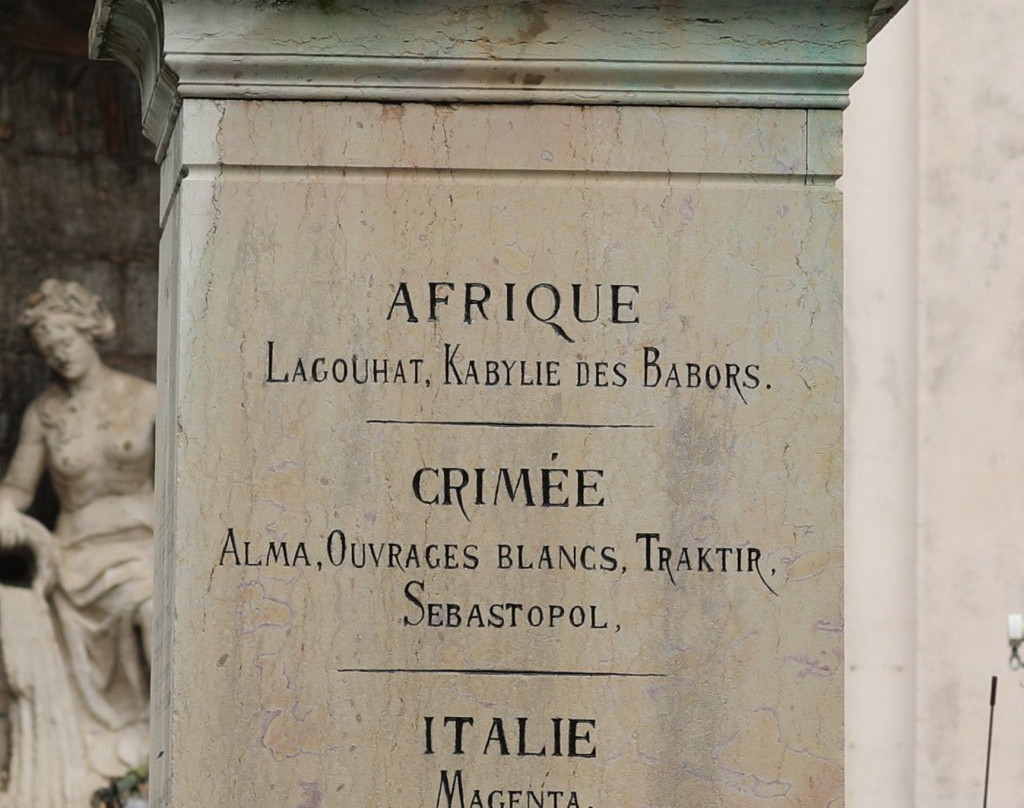 AFRIQUE
LAGOUHAT, KABYLIE DES BABORS.
CRIMÉE
ALMA, OUVRAGES BLANCS, TRAKTIR,
SEBASTOPOL,
ITALIE
MAGENTA.